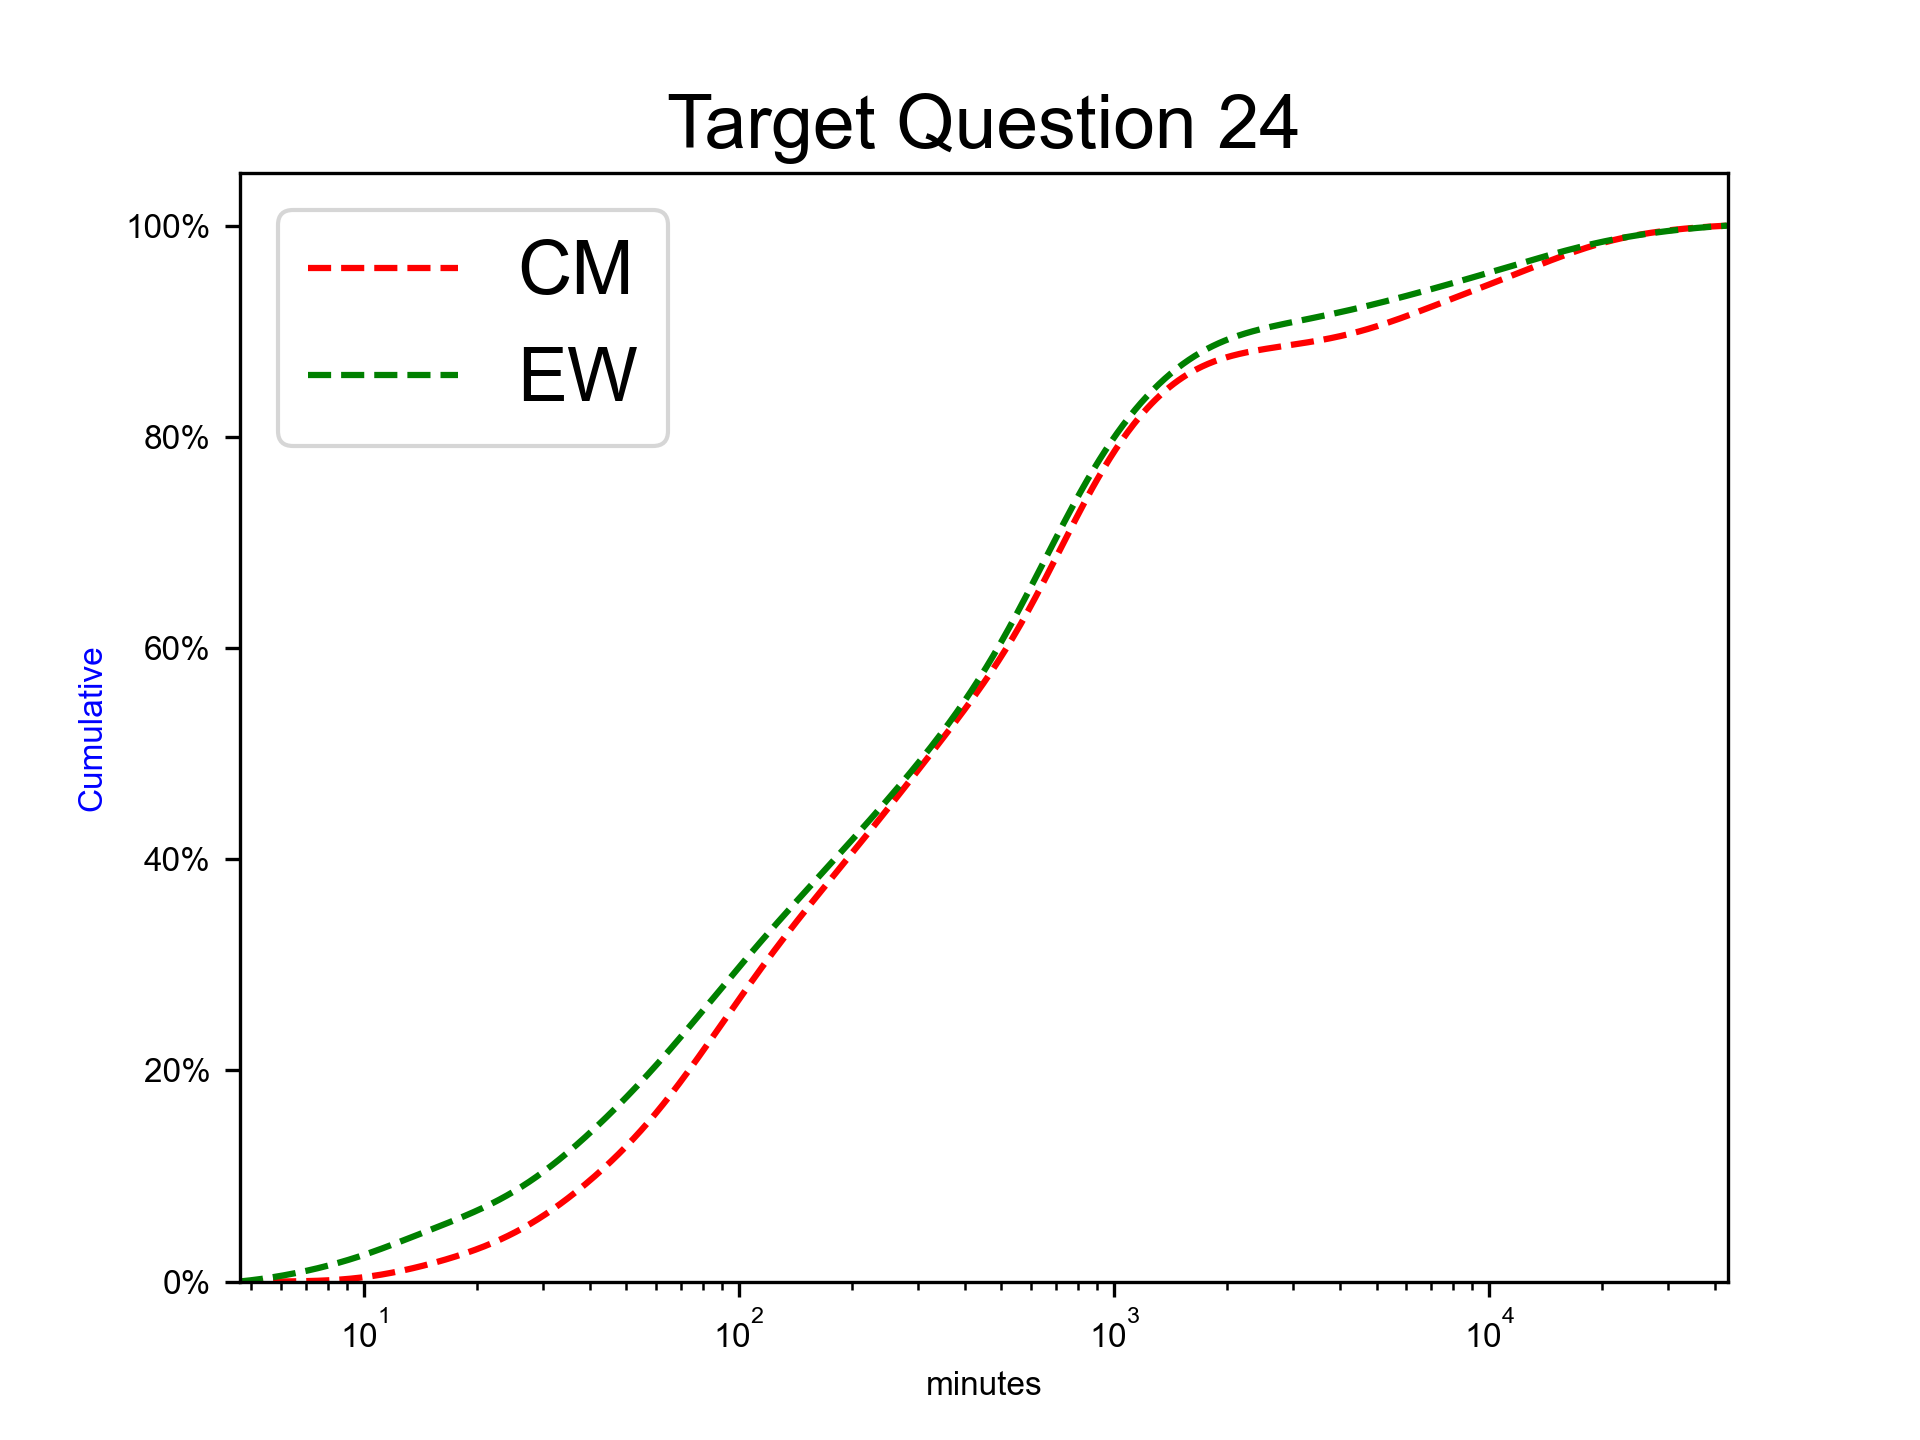 Target Question 24
CM
EW
100%
80%
60%
40%
20%
0%
Cumulative
10^1 10^2 10^3 10^4
minutes